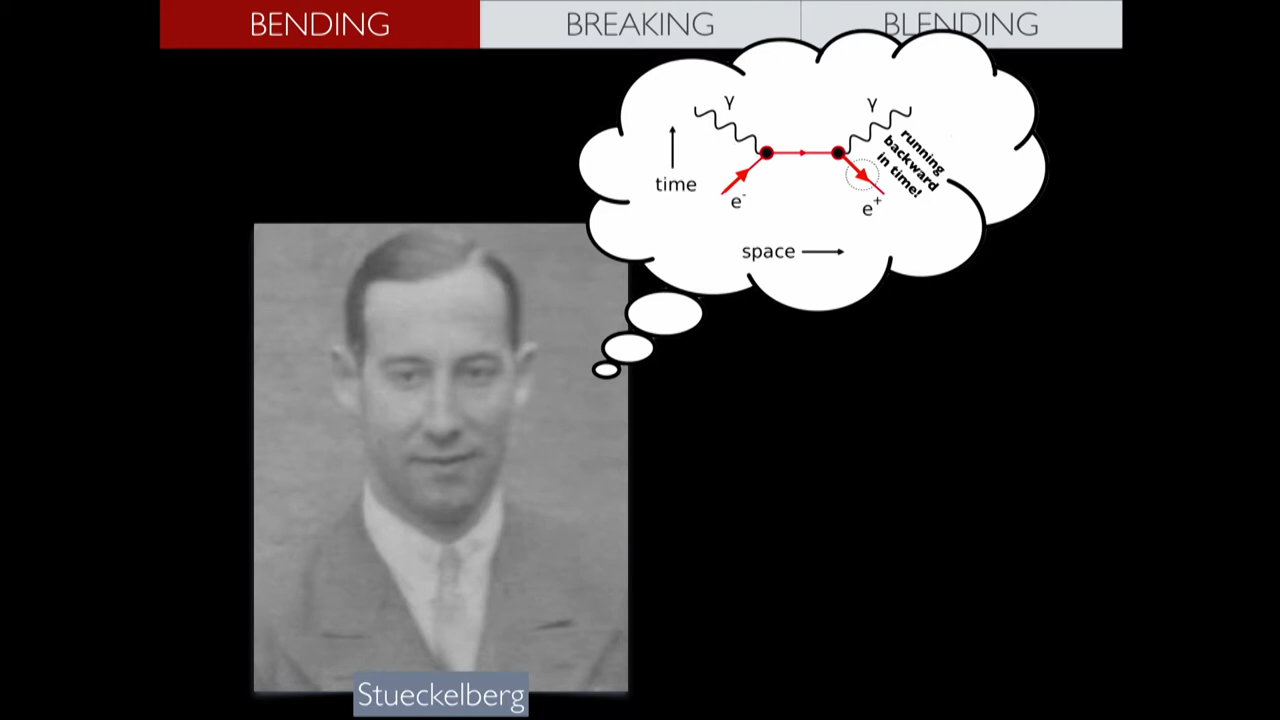 BENDING
BREAKING
BLENDING
γ
γ
time
e-
e+
running
backward
in time!
space
Stueckelberg